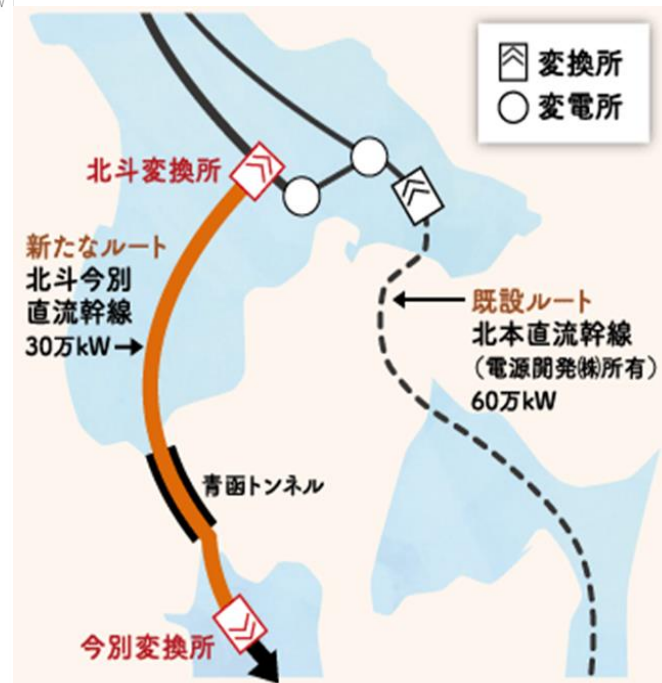 変換所
変電所
北斗変換所
新たなルート
北斗今別
直流幹線
30万kW
既設ルート
北本直流幹線
（電源開発㈱所有）
60万kW
青函トンネル
今別変換所